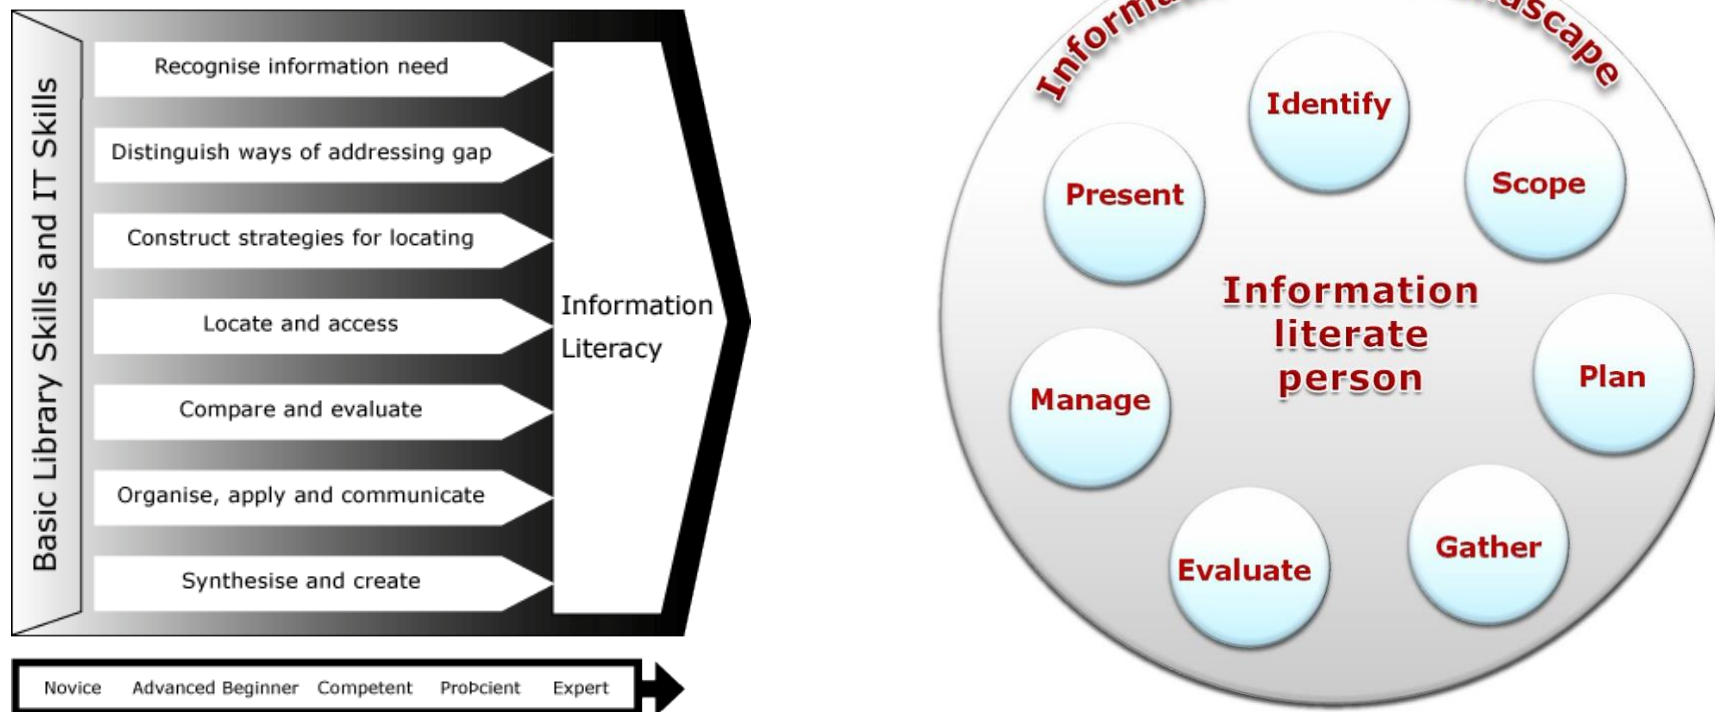 Basic Library Skills and IT Skills
Recognise information need
Distinguish ways of addressing gap
Construct strategies for locating
Locate and access
Compare and evaluate
Organise, apply and communicate
Synthesise and create
Information
Literacy
Novice Advanced Beginner Competent ProÞcient Expert
Identify
Scope
Plan
Gather
Evaluate
Manage
Present
Information
literate
person